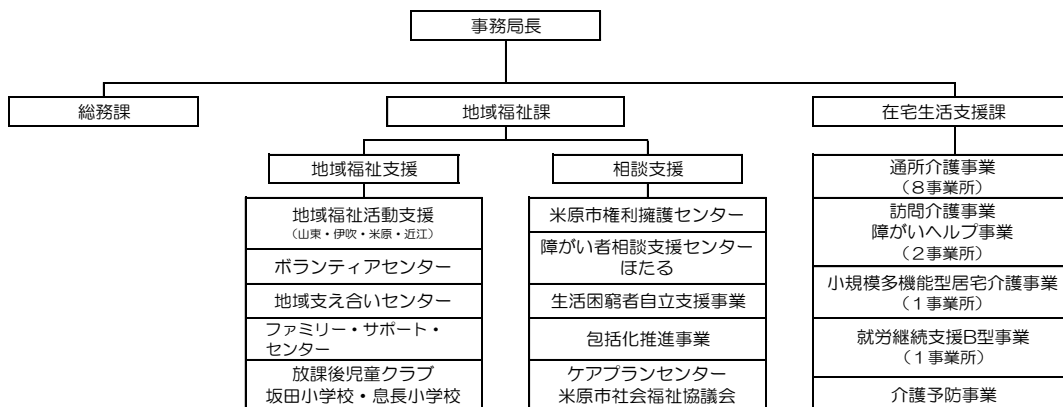 事務局長
総務課
地域福祉課
在宅生活支援課
地域福祉支援
相談支援
地域福祉活動支援
（山東・伊吹・米原・近江）
ボランティアセンター
地域支え合いセンター
ファミリー・サポート・
センター
放課後児童クラブ
坂田小学校・息長小学校
米原市権利擁護センター
障がい者相談支援センター
ほたる
生活困窮者自立支援事業
包括化推進事業
ケアプランセンター
米原市社会福祉協議会
通所介護事業
（８事業所）
訪問介護事業
障がいヘルプ事業
（２事業所）
小規模多機能型居宅介護事業
（１事業所）
就労継続支援B型事業
（１事業所）
介護予防事業